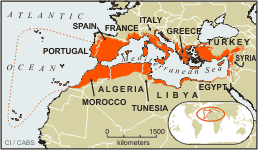 ATLANTIC
OCEAN
SPAIN
FRANCE
ITALY
GREECE
TURKEY
PORTUGAL
Mediterranean Sea
SYRIA
ALGERIA
LIBYA
EGYPT
MOROCCO
TUNISIA
0 1500
kilometers
CI / CABS